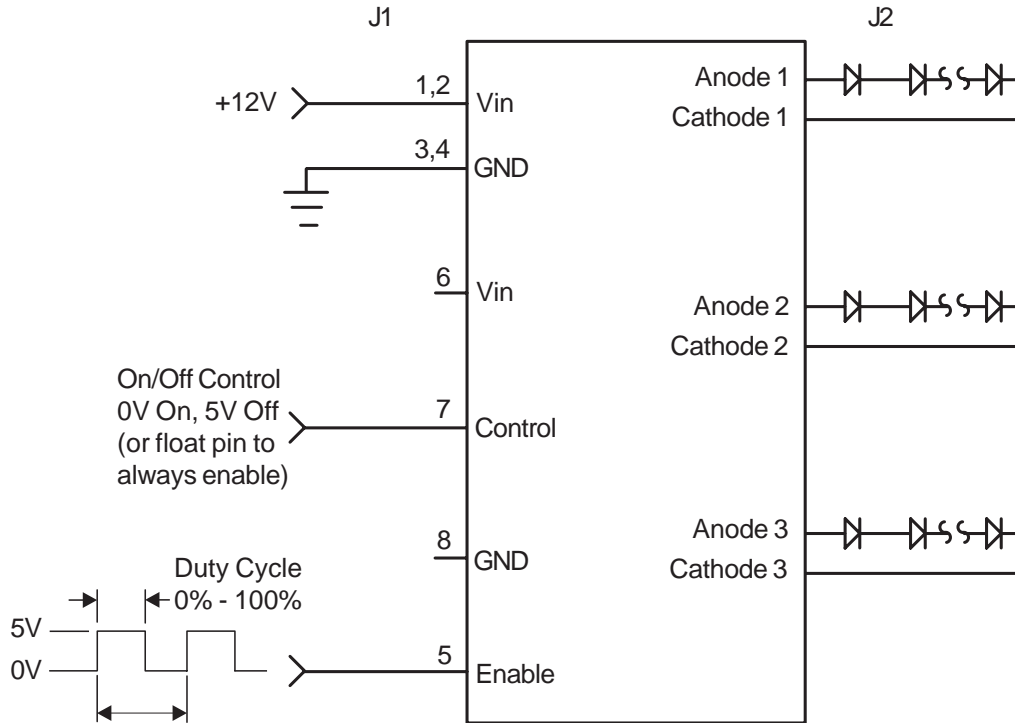 J1
J2
+12V
1,2
Vin
3,4
GND
6
Vin
On/Off Control
0V On, 5V Off
(or float pin to
always enable)
7
Control
8
GND
Duty Cycle
0% - 100%
5V
0V
5
Enable
Anode 1
Cathode 1
Anode 2
Cathode 2
Anode 3
Cathode 3